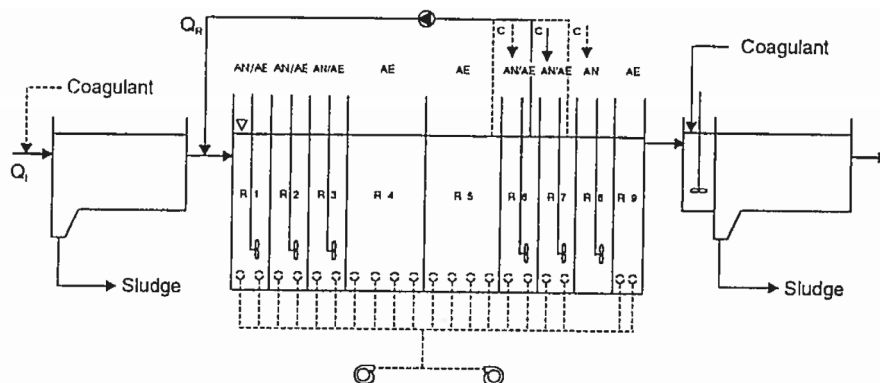 Q_R
C C C
Coagulant
Coagulant
AN/AE AN/AE AN/AE AE AE AN/AE AN/AE AN AE
Q_I
R 1 R 2 R 3 R 4 R 5 R 6 R 7 R 8 R 9
Sludge
Sludge